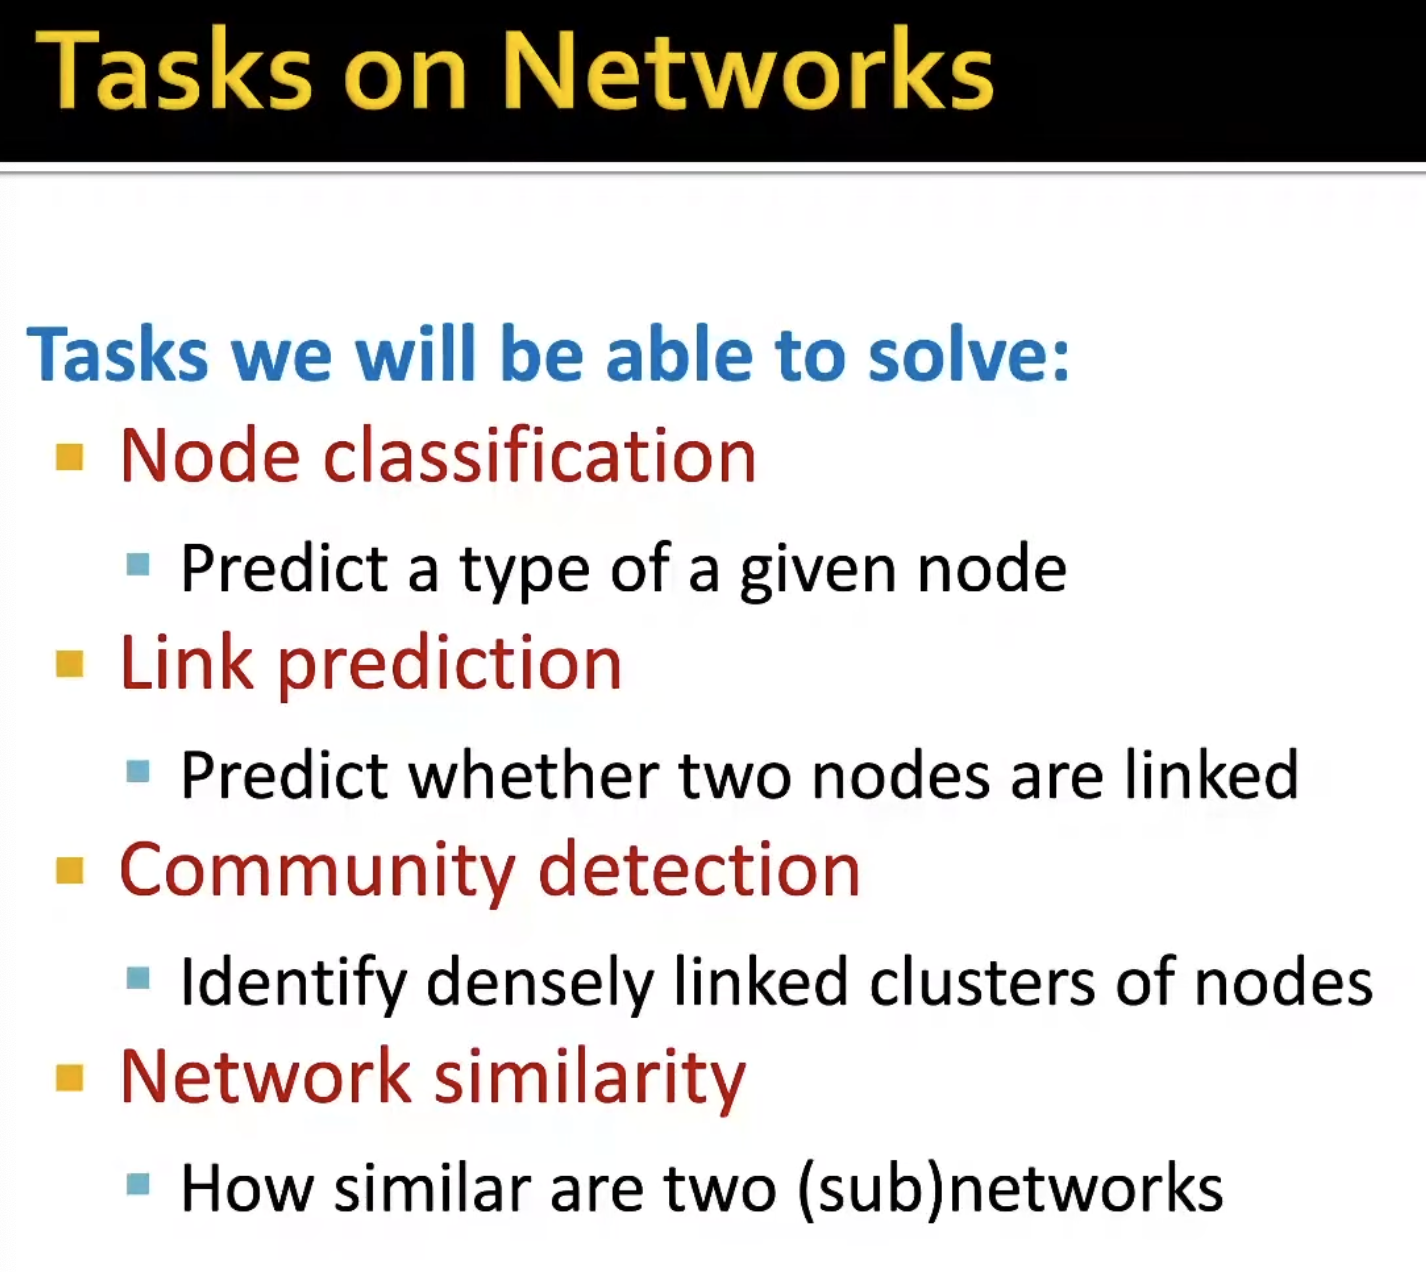 Tasks on Networks
Tasks we will be able to solve:
Node classification
Predict a type of a given node
Link prediction
Predict whether two nodes are linked
Community detection
Identify densely linked clusters of nodes
Network similarity
How similar are two (sub)networks